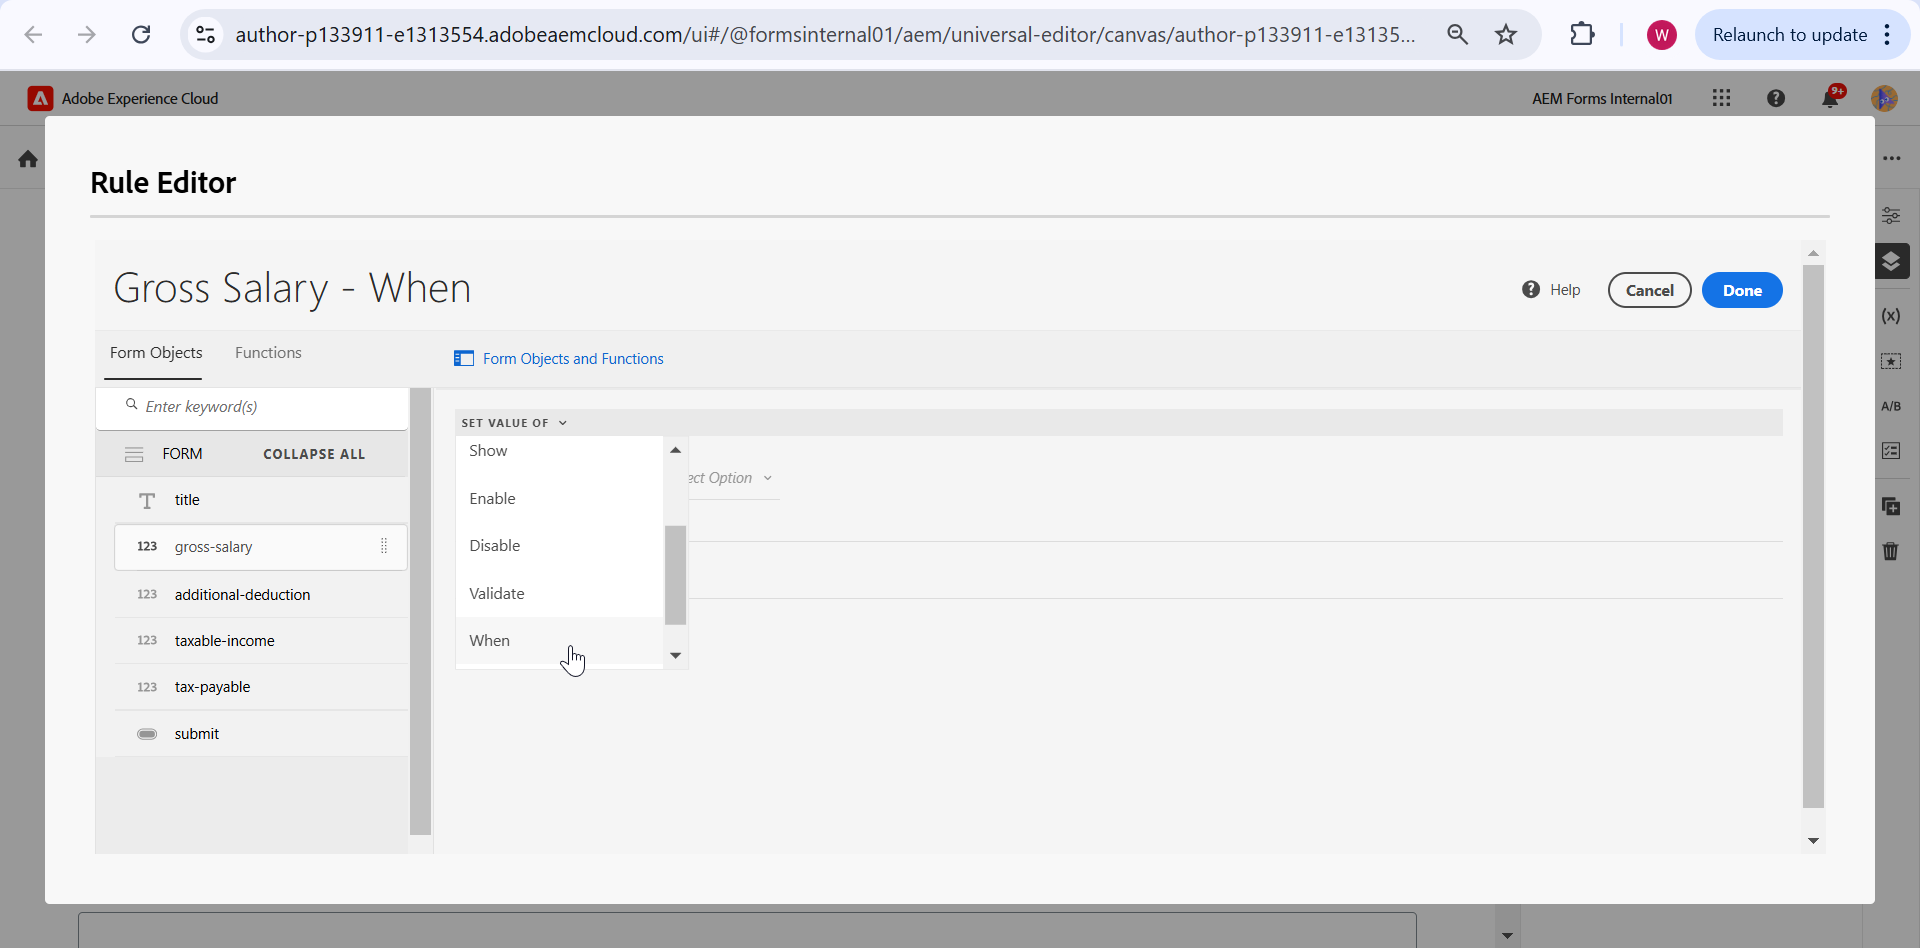 author-p133911-e1313554.adobeaemcloud.com/ui#/@formsinternal01/aem/universal-editor/canvas/author-p133911-e13135...
W
Relaunch to update
Adobe Experience Cloud
AEM Forms Internal01
9+
Rule Editor
Gross Salary - When
Help
Cancel
Done
Form Objects
Functions
Form Objects and Functions
Enter keyword(s)
SET VALUE OF
FORM
COLLAPSE ALL
Show
ect Option
Enable
title
Disable
123 gross-salary
Validate
123 additional-deduction
When
123 taxable-income
123 tax-payable
submit
(x)
A/B